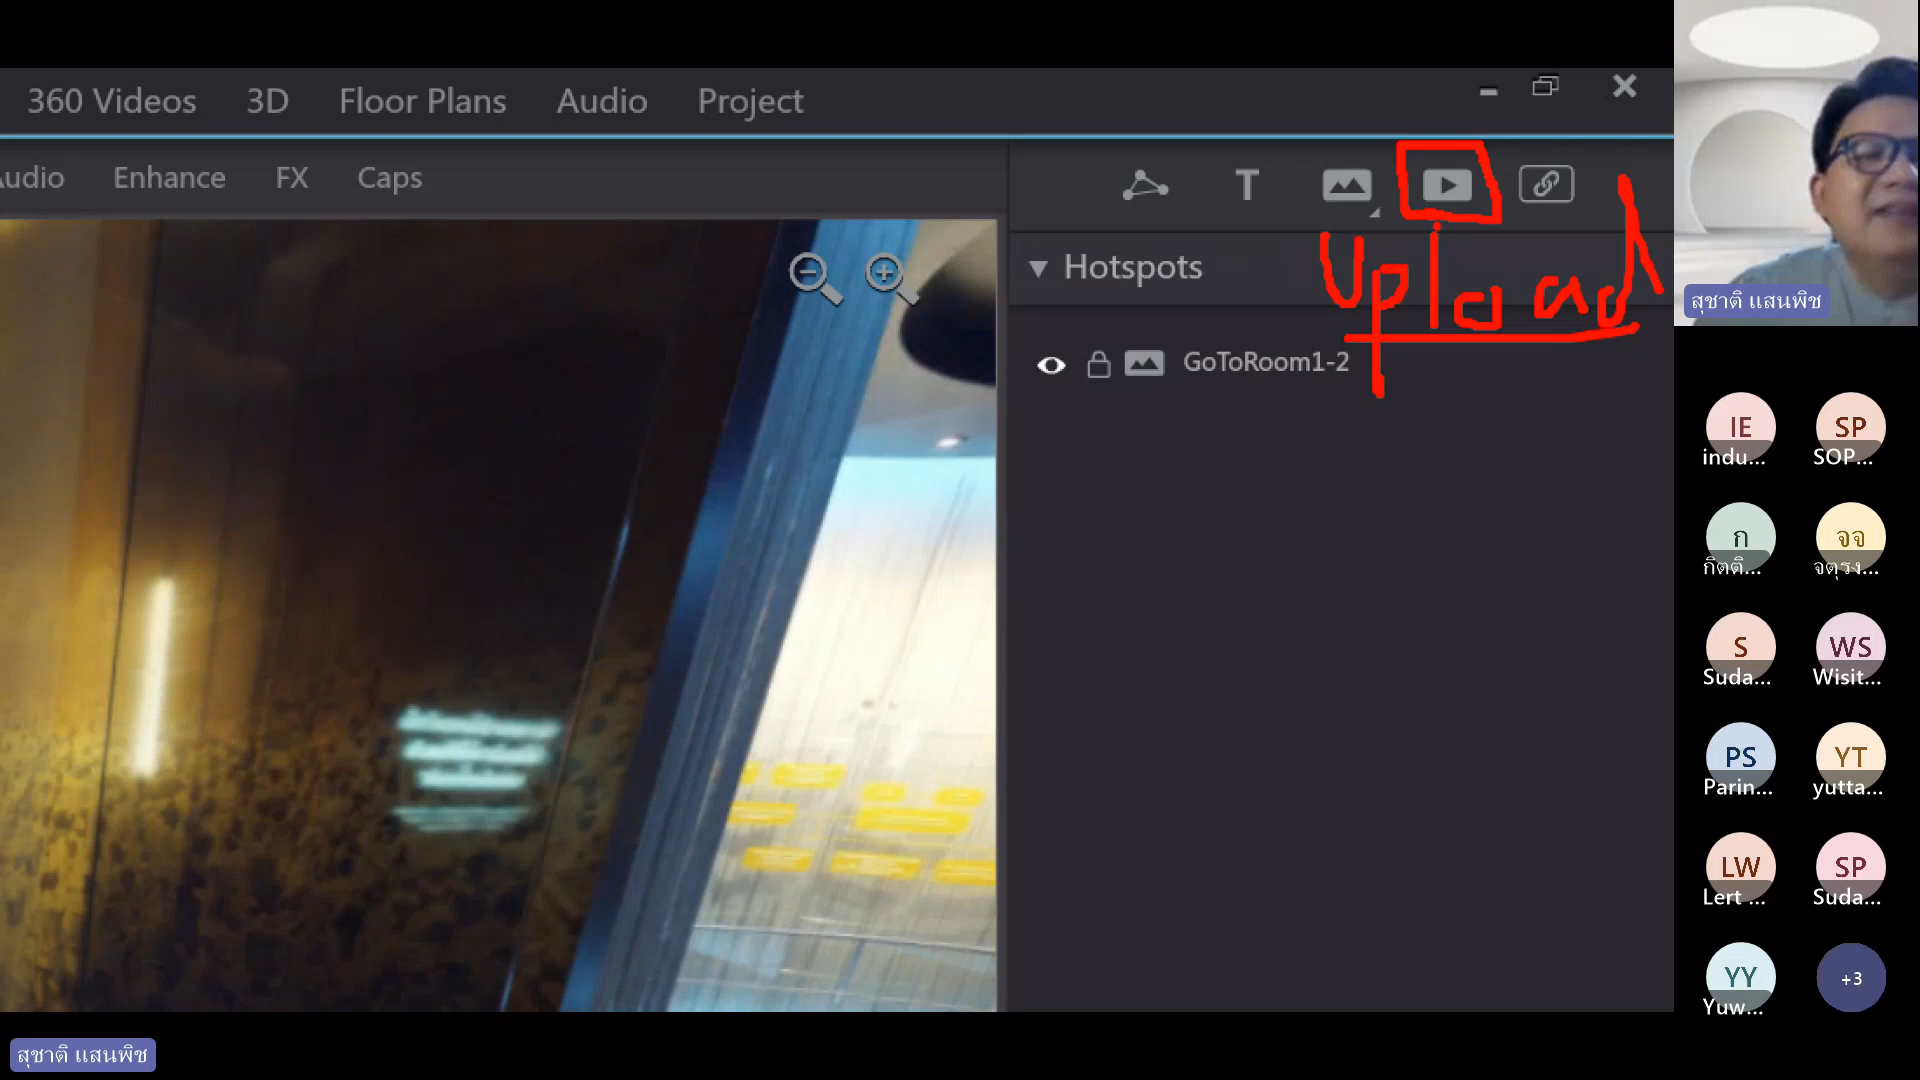 360 Videos 3D Floor Plans Audio Project
udio Enhance FX Caps
T
Upload
Hotspots
GoToRoom1-2
สุชาติ แสนพิช
IE SP
indu... SOP...
ก จจ
กิตติ... จตุรง...
S WS
Suda... Wisit...
PS YT
Parin... yutta...
LW SP
Lert ... Suda...
YY +3
Yuw...
สุชาติ แสนพิช